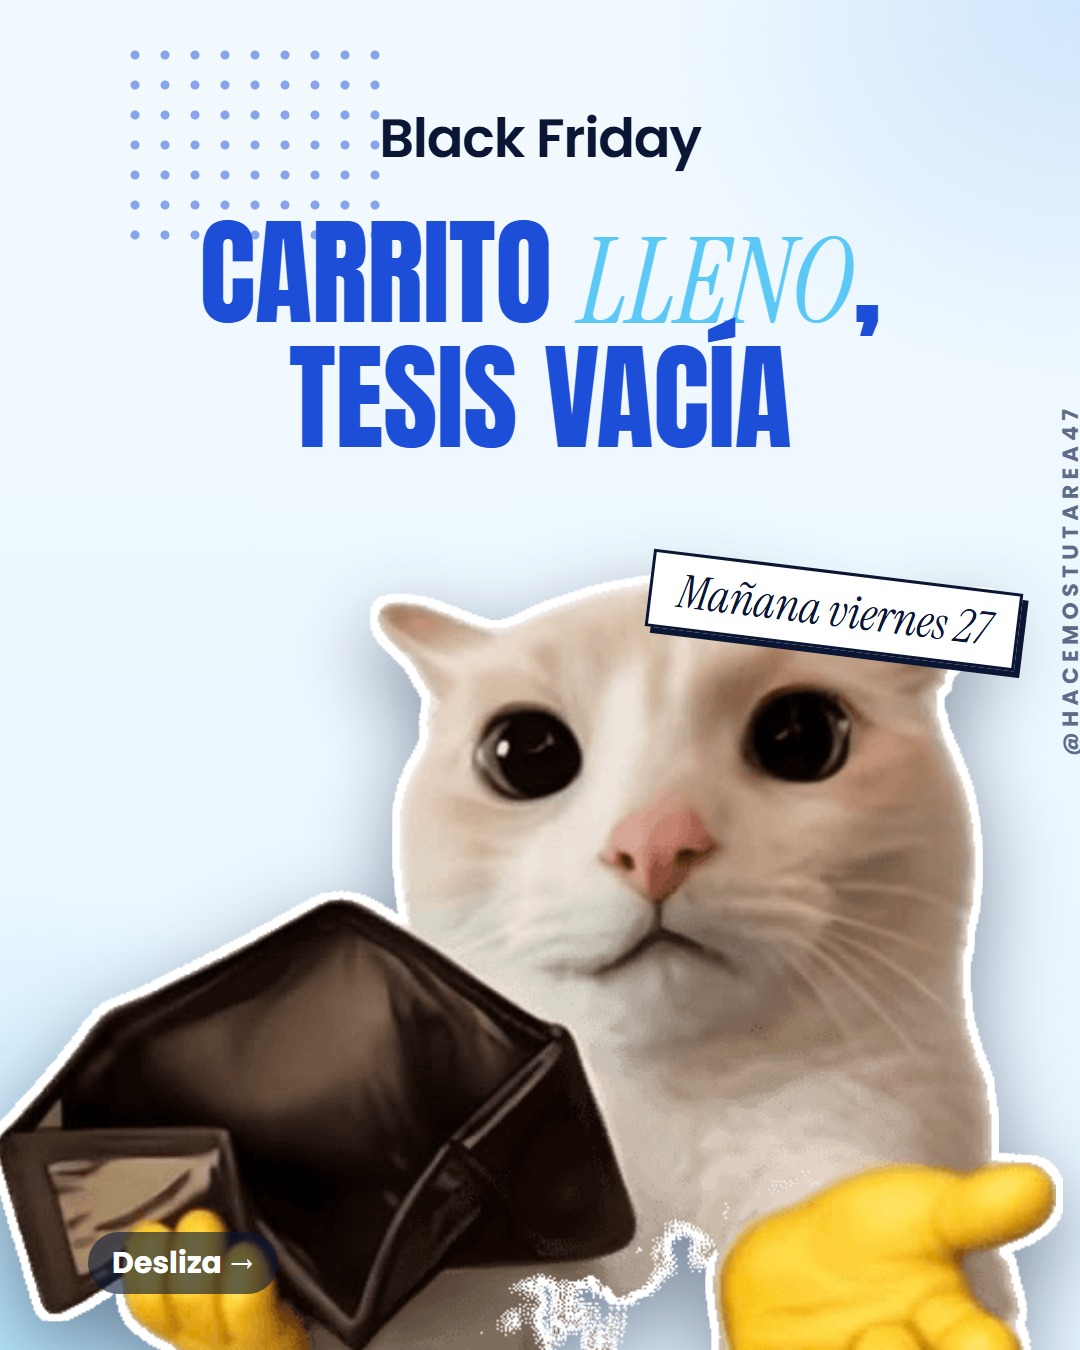 Black Friday
CARRITO LLENO,
TESIS VACÍA
Mañana viernes 27
@HACEMOSTUTAREA47
Desliza →